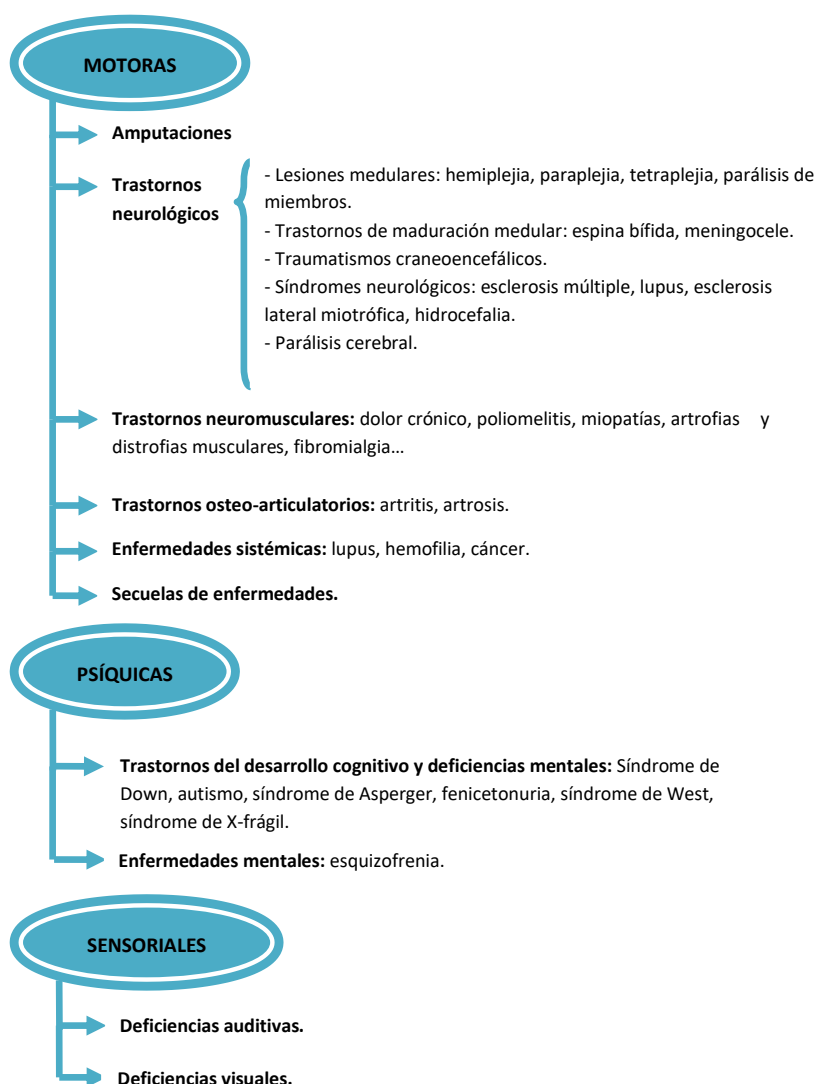 MOTORAS
Amputaciones
Trastornos
neurológicos
- Lesiones medulares: hemiplejia, paraplejia, tetraplejia, parálisis de
miembros.
- Trastornos de maduración medular: espina bífida, meningocele.
- Traumatismos craneoencefálicos.
- Síndromes neurológicos: esclerosis múltiple, lupus, esclerosis
lateral miotrófica, hidrocefalia.
- Parálisis cerebral.
Trastornos neuromusculares: dolor crónico, poliomelitis, miopatías, artrofias y
distrofias musculares, fibromialgia…
Trastornos osteo-articulatorios: artritis, artrosis.
Enfermedades sistémicas: lupus, hemofilia, cáncer.
Secuelas de enfermedades.
PSÍQUICAS
Trastornos del desarrollo cognitivo y deficiencias mentales: Síndrome de
Down, autismo, síndrome de Asperger, fenicetonuria, síndrome de West,
síndrome de X-frágil.
Enfermedades mentales: esquizofrenia.
SENSORIALES
Deficiencias auditivas.
Deficiencias visuales.